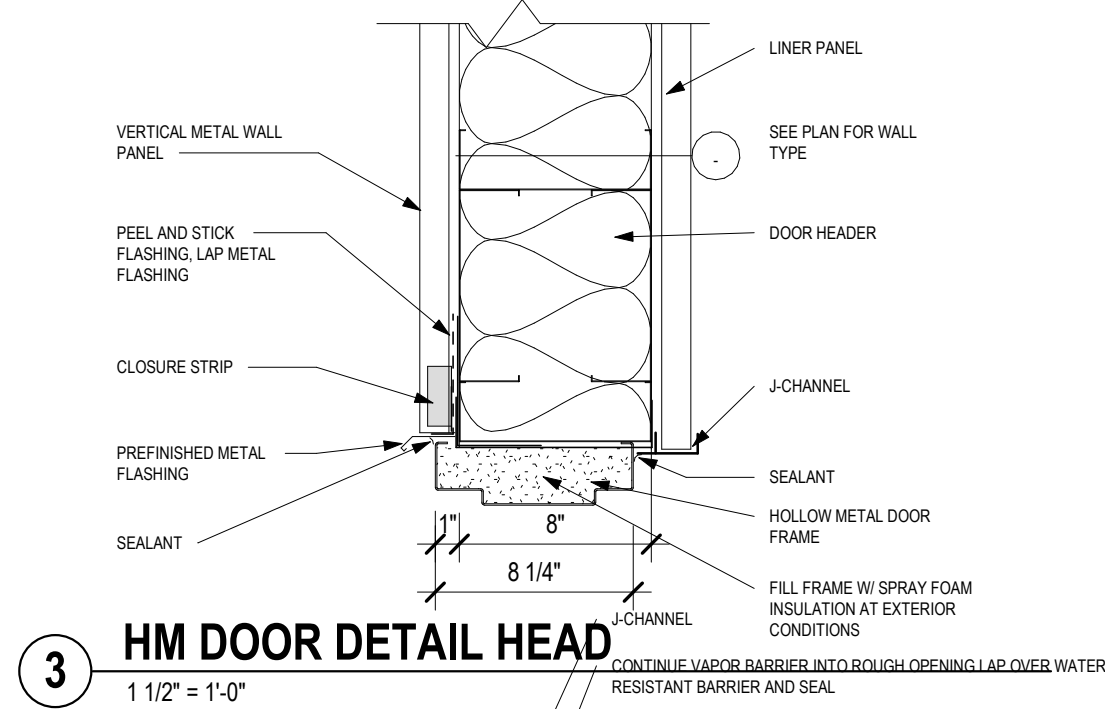 LINER PANEL
VERTICAL METAL WALL
PANEL
SEE PLAN FOR WALL
TYPE
-
PEEL AND STICK
FLASHING, LAP METAL
FLASHING
DOOR HEADER
CLOSURE STRIP
J-CHANNEL
PREFINISHED METAL
FLASHING
SEALANT
HOLLOW METAL DOOR
FRAME
SEALANT
1" 8"
8 1/4"
FILL FRAME W/ SPRAY FOAM
INSULATION AT EXTERIOR
CONDITIONS
J-CHANNEL
3 HM DOOR DETAIL HEAD
1 1/2" = 1'-0"
CONTINUE VAPOR BARRIER INTO ROUGH OPENING LAP OVER WATER
RESISTANT BARRIER AND SEAL